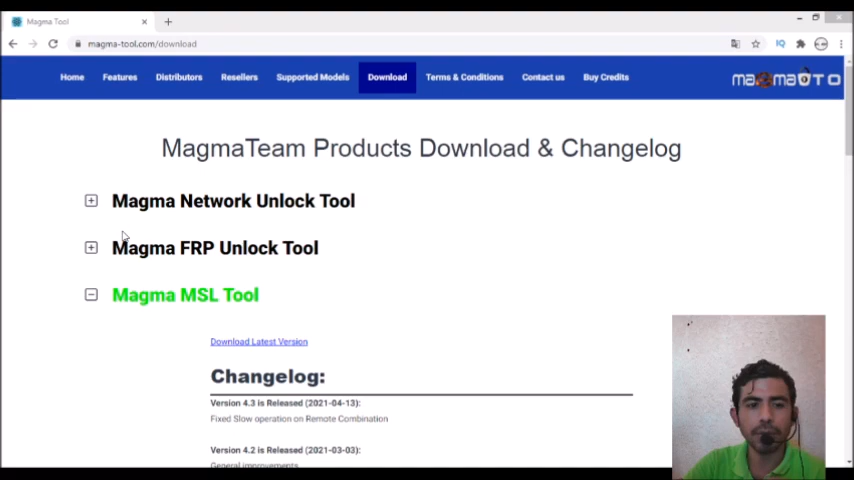 Magma Tool
magma-tool.com/download
Home Features Distributors Resellers Supported Models Download Terms & Conditions Contact us Buy Credits
MagmaTeam Products Download & Changelog
Magma Network Unlock Tool
Magma FRP Unlock Tool
Magma MSL Tool
Download Latest Version
Changelog:
Version 4.3 is Released (2021-04-13):
Fixed Slow operation on Remote Combination
Version 4.2 is Released (2021-03-03):
General improvements